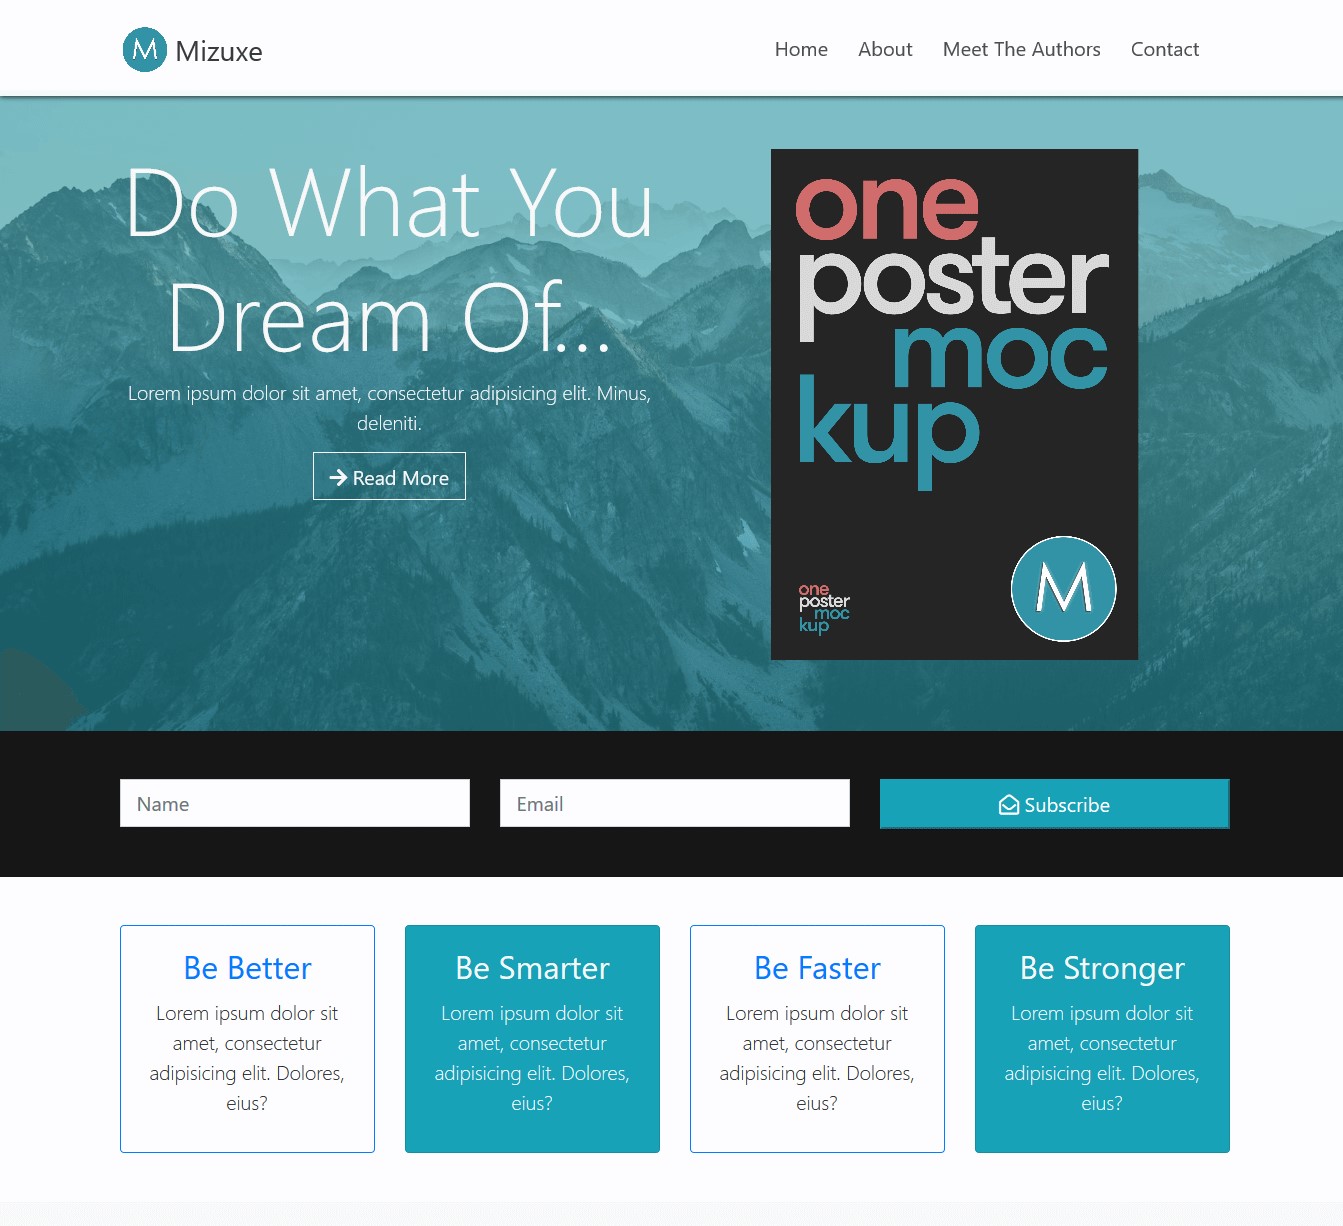 M Mizuxe
Home About Meet The Authors Contact
Do What You
Dream Of...
Lorem ipsum dolor sit amet, consectetur adipisicing elit. Minus,
deleniti.
Read More
one
poster
moc
kup
one
poster
moc
kup
M
Name
Email
Subscribe
Be Better
Lorem ipsum dolor sit
amet, consectetur
adipisicing elit. Dolores,
eius?
Be Smarter
Lorem ipsum dolor sit
amet, consectetur
adipisicing elit. Dolores,
eius?
Be Faster
Lorem ipsum dolor sit
amet, consectetur
adipisicing elit. Dolores,
eius?
Be Stronger
Lorem ipsum dolor sit
amet, consectetur
adipisicing elit. Dolores,
eius?